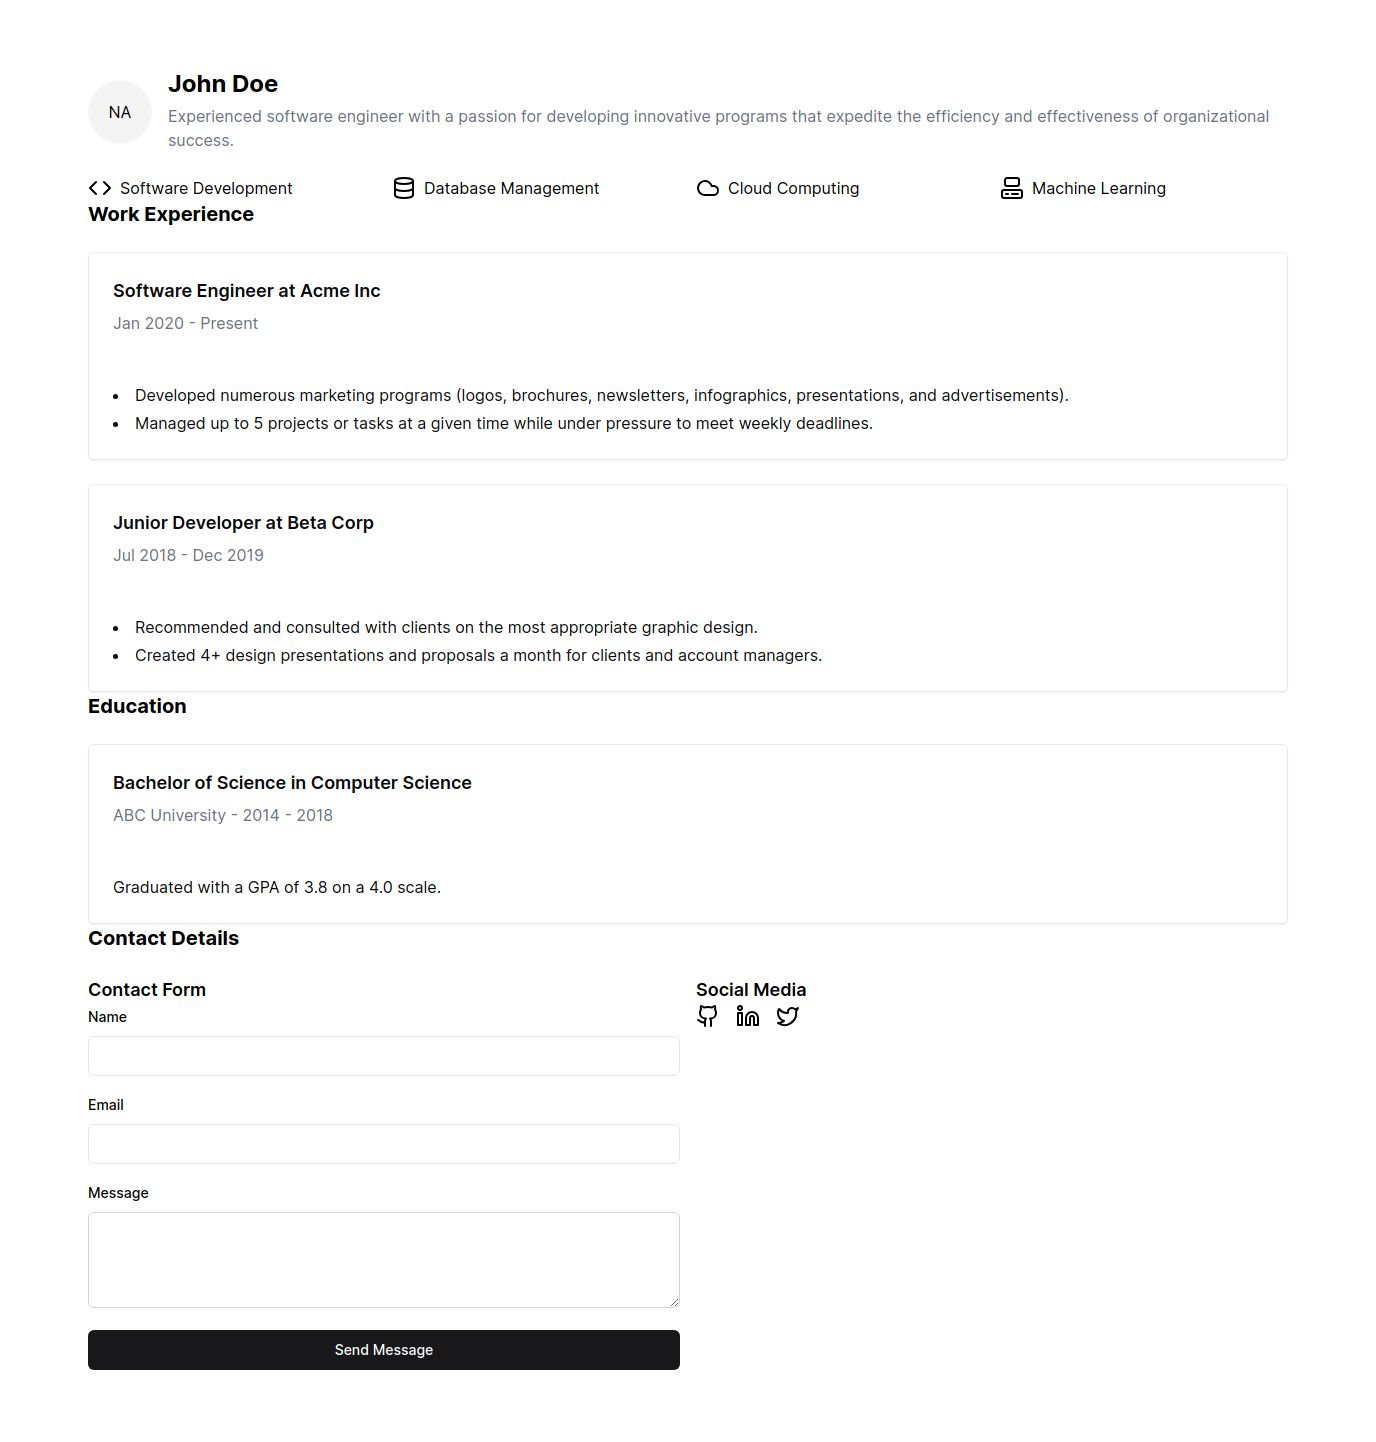 NA
John Doe
Experienced software engineer with a passion for developing innovative programs that expedite the efficiency and effectiveness of organizational
success.
Software Development
Database Management
Cloud Computing
Machine Learning
Work Experience
Software Engineer at Acme Inc
Jan 2020 - Present
• Developed numerous marketing programs (logos, brochures, newsletters, infographics, presentations, and advertisements).
• Managed up to 5 projects or tasks at a given time while under pressure to meet weekly deadlines.
Junior Developer at Beta Corp
Jul 2018 - Dec 2019
• Recommended and consulted with clients on the most appropriate graphic design.
• Created 4+ design presentations and proposals a month for clients and account managers.
Education
Bachelor of Science in Computer Science
ABC University - 2014 - 2018
Graduated with a GPA of 3.8 on a 4.0 scale.
Contact Details
Contact Form
Name
Email
Message
Send Message
Social Media